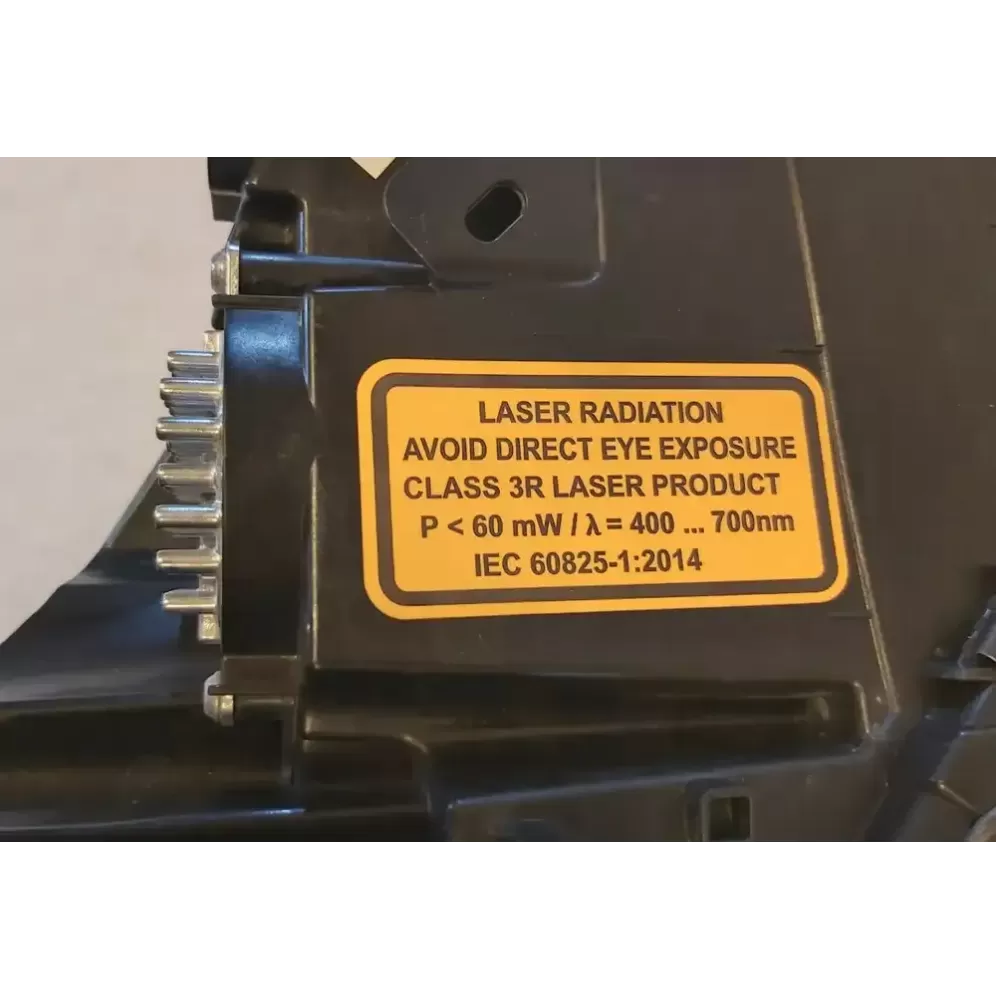 LASER RADIATION
AVOID DIRECT EYE EXPOSURE
CLASS 3R LASER PRODUCT
P < 60 mW / λ = 400 ... 700nm
IEC 60825-1:2014